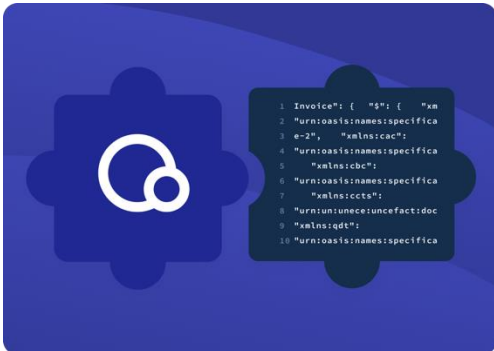 1 Invoice": { "$": { "xm
2 "urn:oasis:names:specifica
3 e-2", "xmlns:cac":
4 "urn:oasis:names:specifica
5 "xmlns:cbc":
6 "urn:oasis:names:specifica
7 "xmlns:ccts":
8 "urn:un:unece:uncefact:doc
9 "xmlns:qdt":
10 "urn:oasis:names:specifica